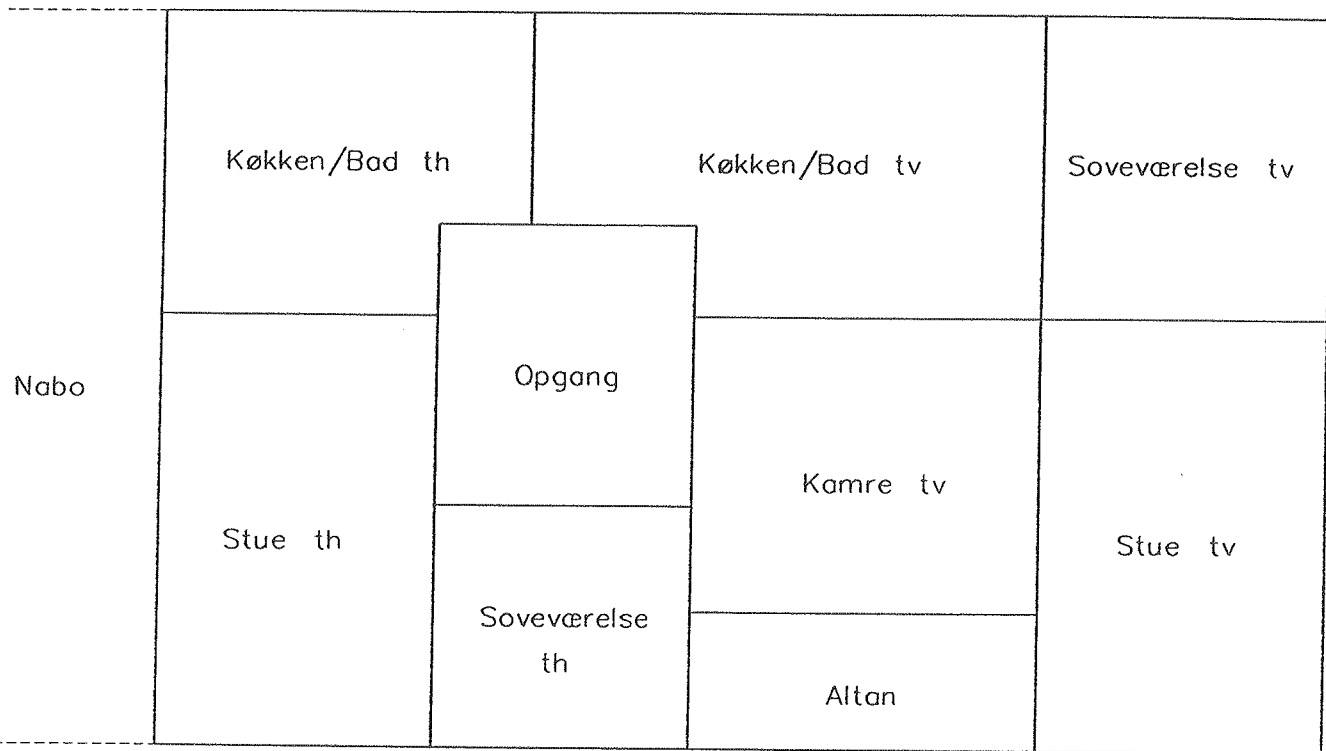 Køkken/Bad th
Køkken/Bad tv
Soveværelse tv
Nabo
Opgang
Kamre tv
Stue th
Stue tv
Soveværelse
th
Altan